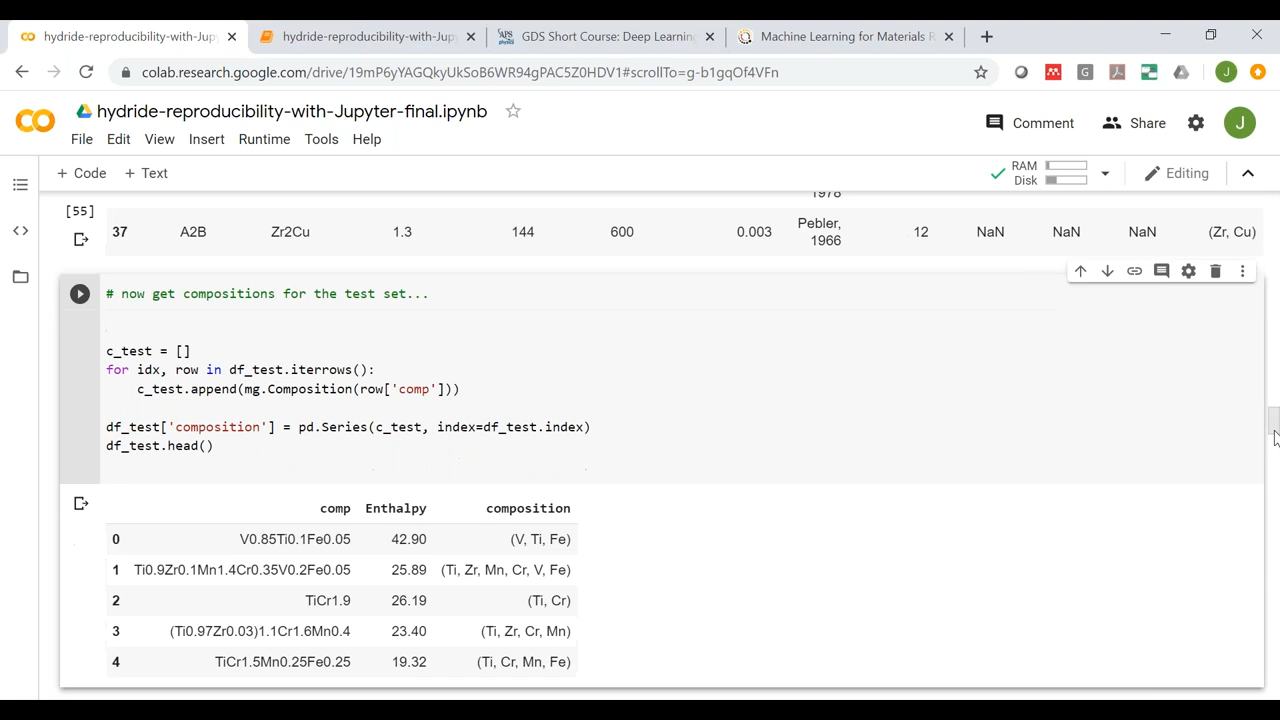 hydride-reproducibility-with-Jup
hydride-reproducibility-with-Jup
APS physics
GDS Short Course: Deep Learning
Machine Learning for Materials R
colab.research.google.com/drive/19mP6yYAGQkyJtSoB6WR94gPAC5Z0HDV1#scrollTo=g-b1gqOf4VFn
G
J
CO
hydride-reproducibility-with-Jupyter-final.ipynb
Comment
Share
J
File Edit View Insert Runtime Tools Help
+ Code + Text
RAM
Disk
Editing
1978
[55]
37 A2B Zr2Cu 1.3 144 600 0.003 Pebler, 1966 12 NaN NaN NaN (Zr, Cu)
# now get compositions for the test set...
c_test = []
for idx, row in df_test.iterrows():
    c_test.append(mg.Composition(row['comp']))
df_test['composition'] = pd.Series(c_test, index=df_test.index)
df_test.head()
comp Enthalpy composition
0 V0.85Ti0.1Fe0.05 42.90 (V, Ti, Fe)
1 Ti0.9Zr0.1Mn1.4Cr0.35V0.2Fe0.05 25.89 (Ti, Zr, Mn, Cr, V, Fe)
2 TiCr1.9 26.19 (Ti, Cr)
3 (Ti0.97Zr0.03)1.1Cr1.6Mn0.4 23.40 (Ti, Zr, Cr, Mn)
4 TiCr1.5Mn0.25Fe0.25 19.32 (Ti, Cr, Mn, Fe)